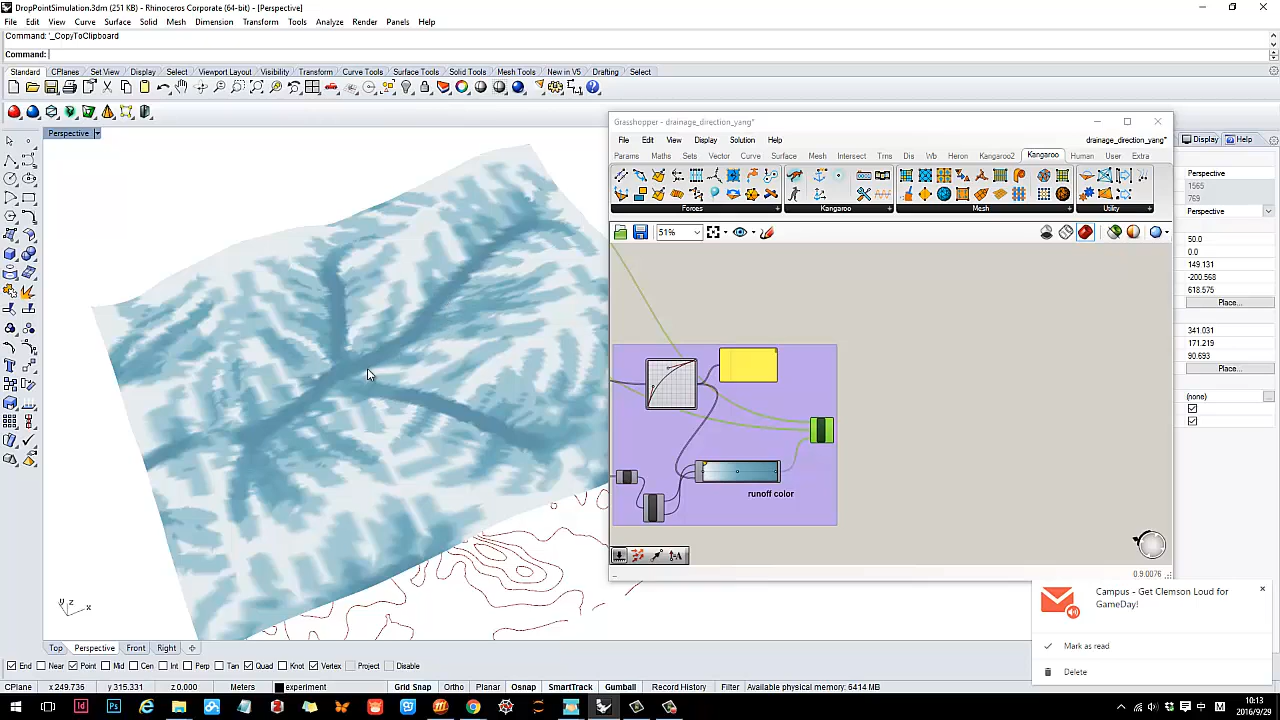 DropPointSimulation.3dm (251 KB) - Rhinoceros Corporate (64-bit) - [Perspective]
File Edit View Curve Surface Solid Mesh Dimension Transform Tools Analyze Render Panels Help
Command: '_CopyToClipboard
Command:
Standard CPlanes Set View Display Select Viewport Layout Visibility Transform Curve Tools Surface Tools Solid Tools Mesh Tools New in V5 Drafting Select
Perspective
Grasshopper - drainage_direction_yang*
File Edit View Display Solution Help drainage_direction_yang*
Params Maths Sets Vector Curve Surface Mesh Intersect Trns Dis Wb Heron Kangaroo2 Kangaroo Human User Extra
Forces Kangaroo Mesh Utility
51%
runoff color
0.9.0076
Display Help
Perspective
1565
769
Perspective
50.0
0.0
149.131
-200.568
618.575
Place...
341.031
171.219
90.693
Place...
(none)
z
y
x
Campus - Get Clemson Loud for
GameDay!
Mark as read
Delete
Top Perspective Front Right
End Near Point Mid Cen Int Perp Tan Quad Knot Vertex Project Disable
CPlane x 249.736 y 315.331 z 0.000 Meters experiment Grid Snap Ortho Planar Osnap SmartTrack Gumball Record History Filter Available physical memory: 6414 MB
10:13
2016/9/29